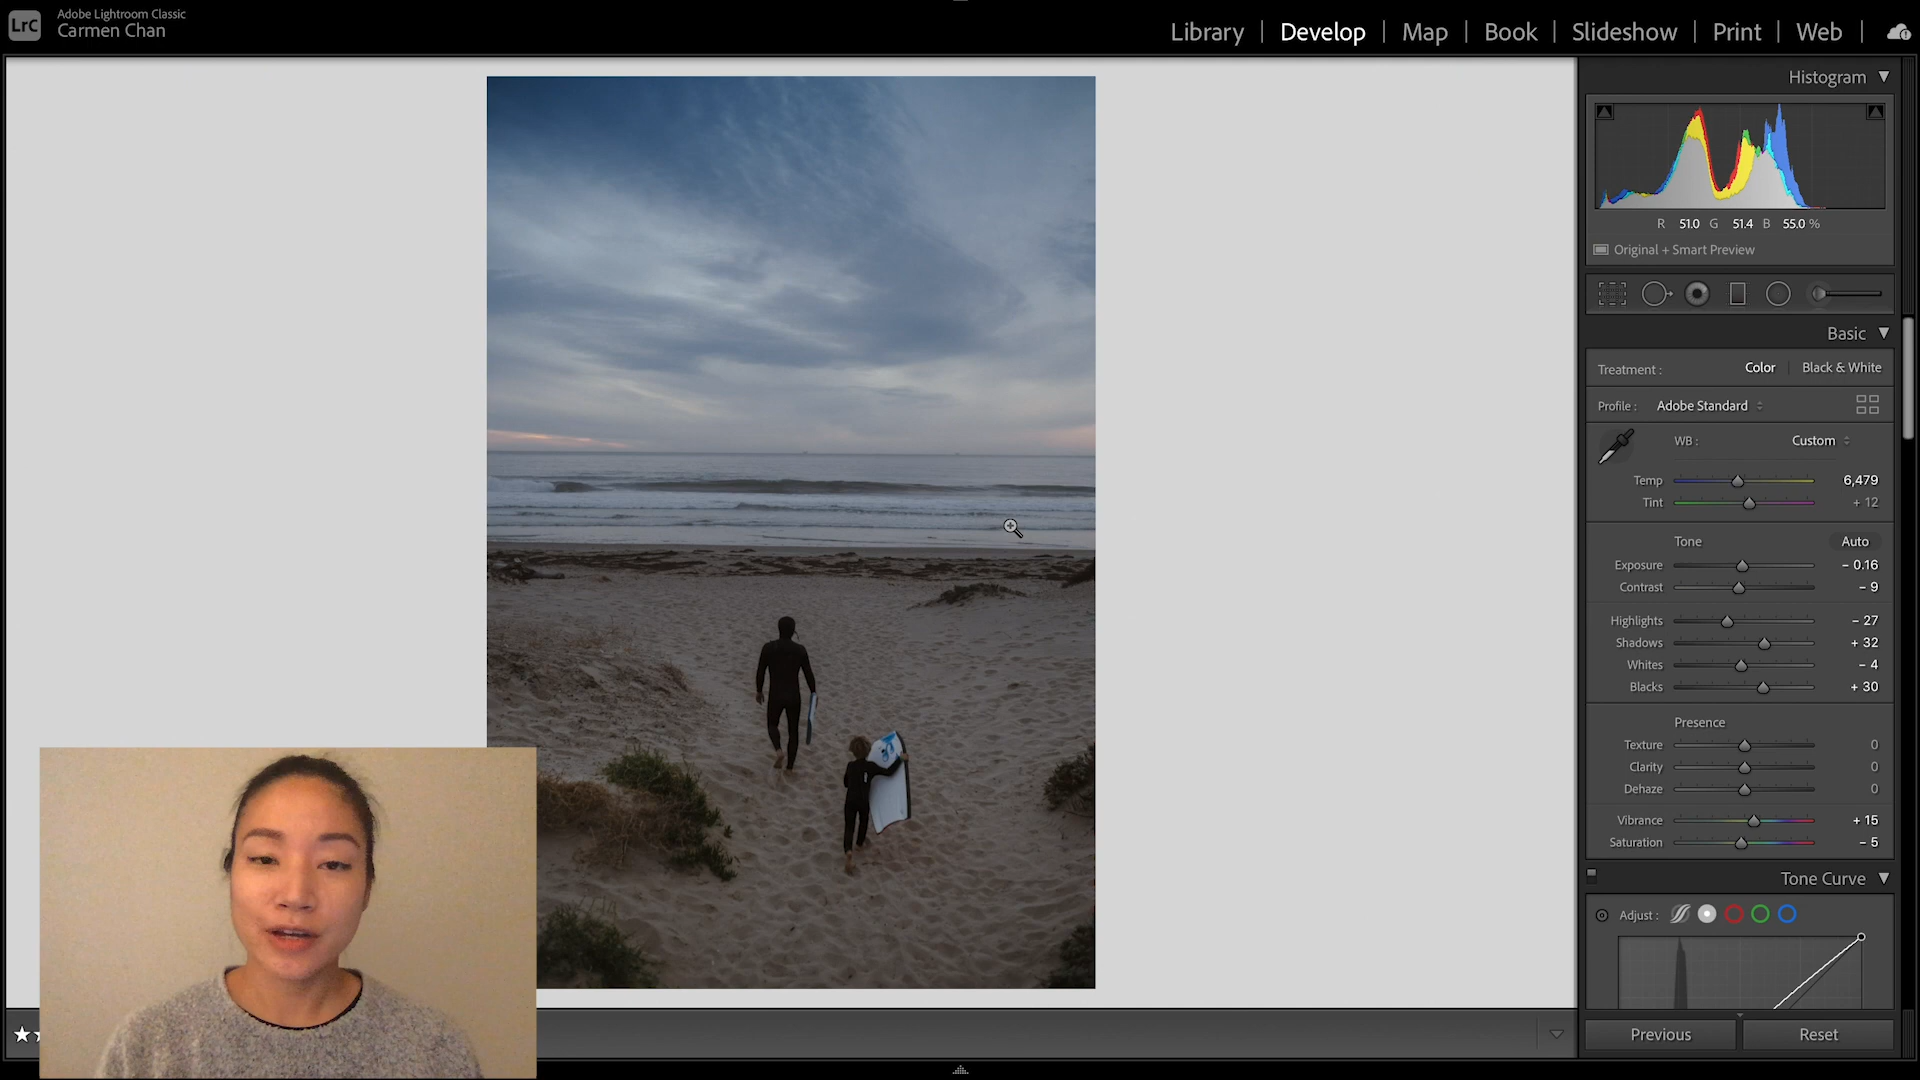 LrC
Adobe Lightroom Classic
Carmen Chan
Library | Develop | Map | Book | Slideshow | Print | Web
Histogram
R 51.0 G 51.4 B 55.0 %
Original + Smart Preview
Basic
Treatment : Color Black & White
Profile : Adobe Standard
WB : Custom
Temp 6,479
Tint + 12
Tone Auto
Exposure − 0.16
Contrast − 9
Highlights − 27
Shadows + 32
Whites − 4
Blacks + 30
Presence
Texture 0
Clarity 0
Dehaze 0
Vibrance + 15
Saturation − 5
Tone Curve
Adjust :
Previous Reset